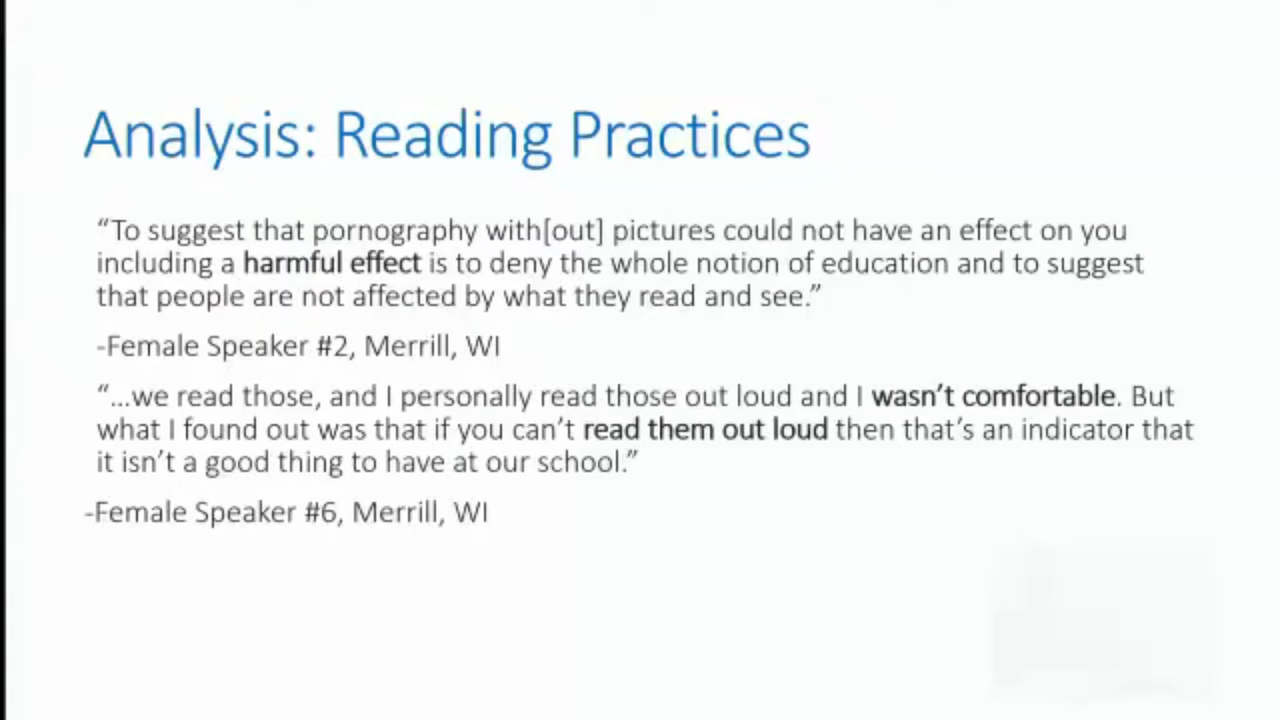 Analysis: Reading Practices
“To suggest that pornography with[out] pictures could not have an effect on you
including a harmful effect is to deny the whole notion of education and to suggest
that people are not affected by what they read and see.”
-Female Speaker #2, Merrill, WI
“…we read those, and I personally read those out loud and I wasn’t comfortable. But
what I found out was that if you can’t read them out loud then that’s an indicator that
it isn’t a good thing to have at our school.”
-Female Speaker #6, Merrill, WI